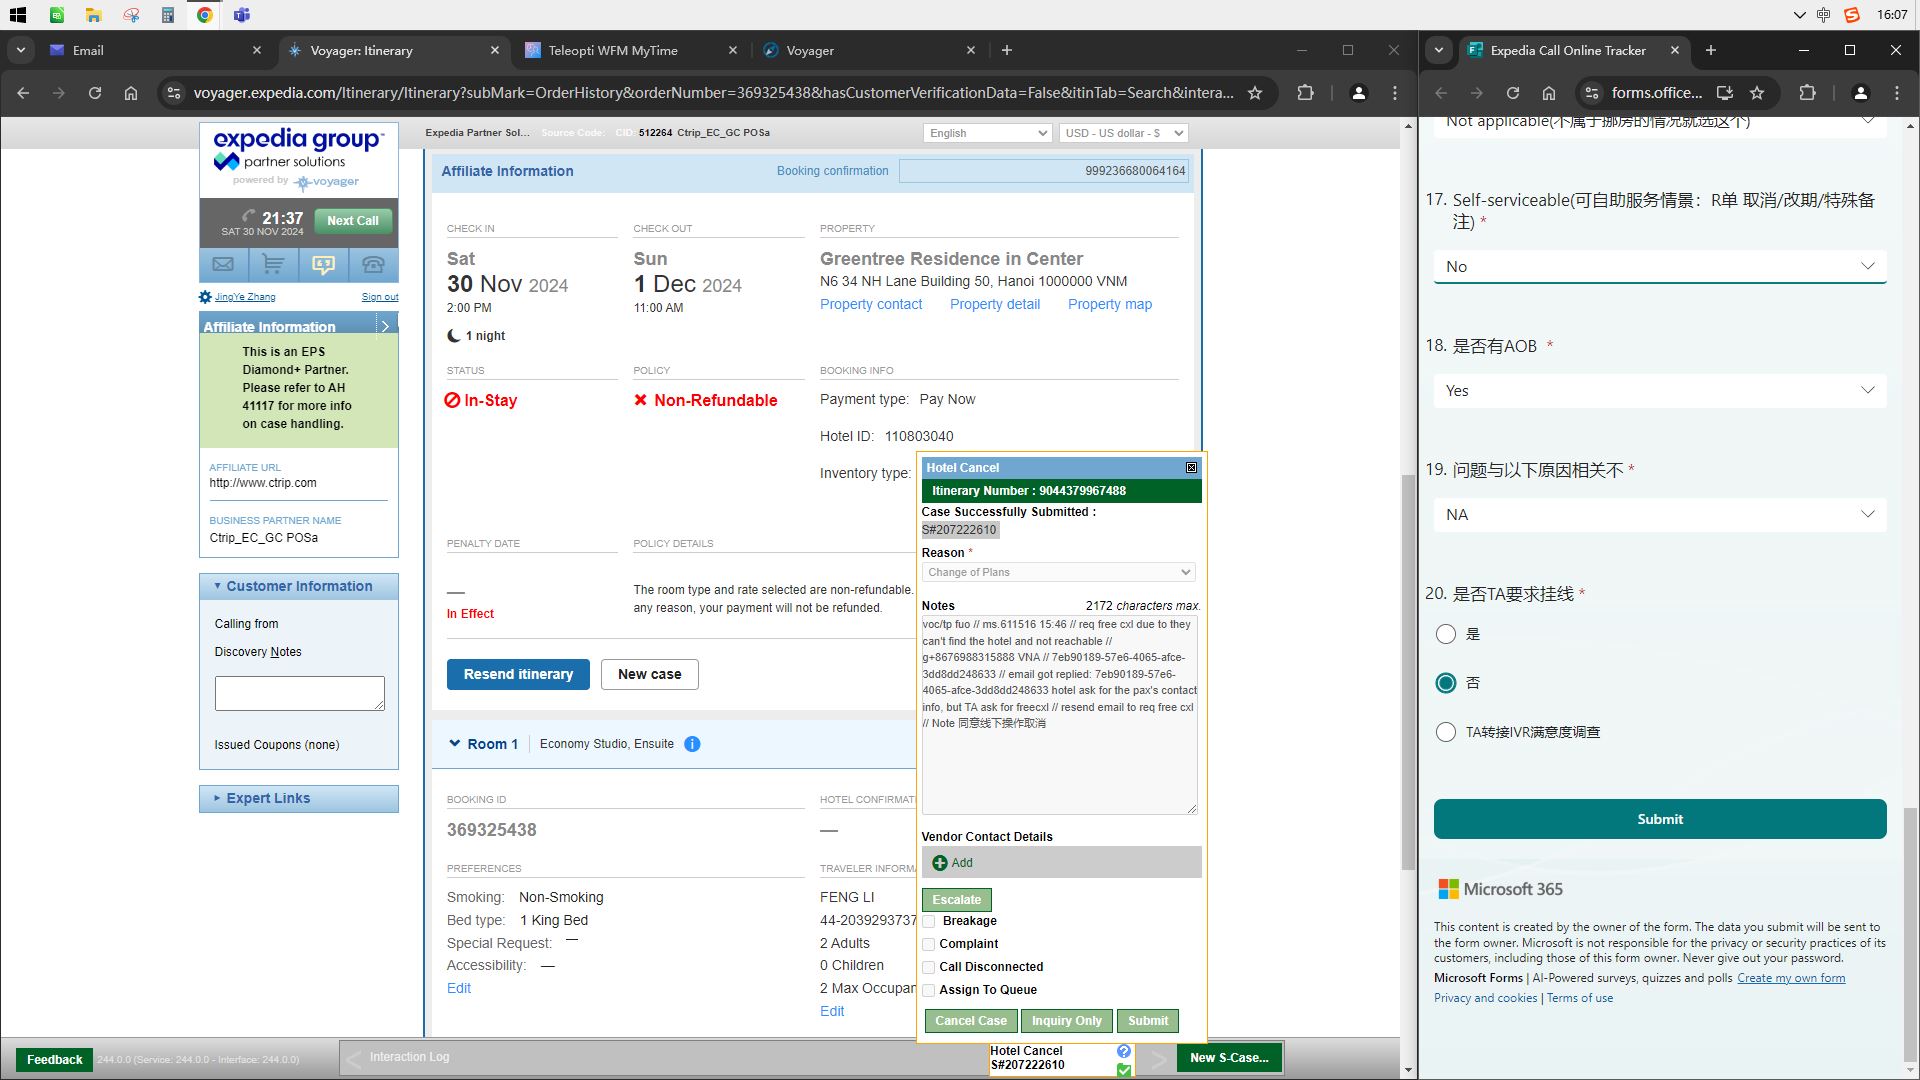 16:07
Email
Voyager: Itinerary
Teleopti WFM MyTime
Voyager
Expedia Call Online Tracker
voyager.expedia.com/Itinerary/Itinerary?subMark=OrderHistory&orderNumber=369325438&hasCustomerVerificationData=False&itinTab=Search&intera...
forms.office...
expedia group™
partner solutions
powered by voyager
21:37
SAT 30 NOV 2024
Next Call
JingYe Zhang
Sign out
Affiliate Information
This is an EPS
Diamond+ Partner.
Please refer to AH
41117 for more info
on case handling.
AFFILIATE URL
http://www.ctrip.com
BUSINESS PARTNER NAME
Ctrip_EC_GC POSa
Customer Information
Calling from
Discovery Notes
Issued Coupons (none)
Expert Links
Expedia Partner Sol... Source Code: CID: 512264 Ctrip_EC_GC POSa
English
USD - US dollar - $
Affiliate Information
Booking confirmation
999236680064164
CHECK IN
CHECK OUT
PROPERTY
Sat
30 Nov 2024
2:00 PM
1 night
Sun
1 Dec 2024
11:00 AM
Greentree Residence in Center
N6 34 NH Lane Building 50, Hanoi 1000000 VNM
Property contact
Property detail
Property map
STATUS
POLICY
BOOKING INFO
In-Stay
Non-Refundable
Payment type: Pay Now
Hotel ID: 110803040
Inventory type:
PENALTY DATE
POLICY DETAILS
—
In Effect
The room type and rate selected are non-refundable.
any reason, your payment will not be refunded.
Resend itinerary
New case
Room 1
Economy Studio, Ensuite
BOOKING ID
369325438
HOTEL CONFIRMAT
—
PREFERENCES
Smoking: Non-Smoking
Bed type: 1 King Bed
Special Request: —
Accessibility: —
Edit
TRAVELER INFORMA
FENG LI
44-2039293737
2 Adults
0 Children
2 Max Occupan
Edit
Hotel Cancel
Itinerary Number : 9044379967488
Case Successfully Submitted :
S#207222610
Reason *
Change of Plans
Notes
2172 characters max.
voc/tp fuo // ms.611516 15:46 // req free cxl due to they
can't find the hotel and not reachable //
g+8676988315888 VNA // 7eb90189-57e6-4065-afce-
3dd8dd248633 // email got replied: 7eb90189-57e6-
4065-afce-3dd8dd248633 hotel ask for the pax's contact
info, but TA ask for freecxl // resend email to req free cxl
// Note 同意线下操作取消
Vendor Contact Details
Add
Escalate
Breakage
Complaint
Call Disconnected
Assign To Queue
Cancel Case
Inquiry Only
Submit
Feedback
244.0.0 (Service: 244.0.0 - Interface: 244.0.0)
Interaction Log
Hotel Cancel
S#207222610
New S-Case...
Not applicable(不属于挪房的情况就选这个)
17. Self-serviceable(可自助服务情景：R单 取消/改期/特殊备
注) *
No
18. 是否有AOB *
Yes
19. 问题与以下原因相关不 *
NA
20. 是否TA要求挂线 *
是
否
TA转接IVR满意度调查
Submit
Microsoft 365
This content is created by the owner of the form. The data you submit will be sent to
the form owner. Microsoft is not responsible for the privacy or security practices of its
customers, including those of this form owner. Never give out your password.
Microsoft Forms | AI-Powered surveys, quizzes and polls Create my own form
Privacy and cookies | Terms of use